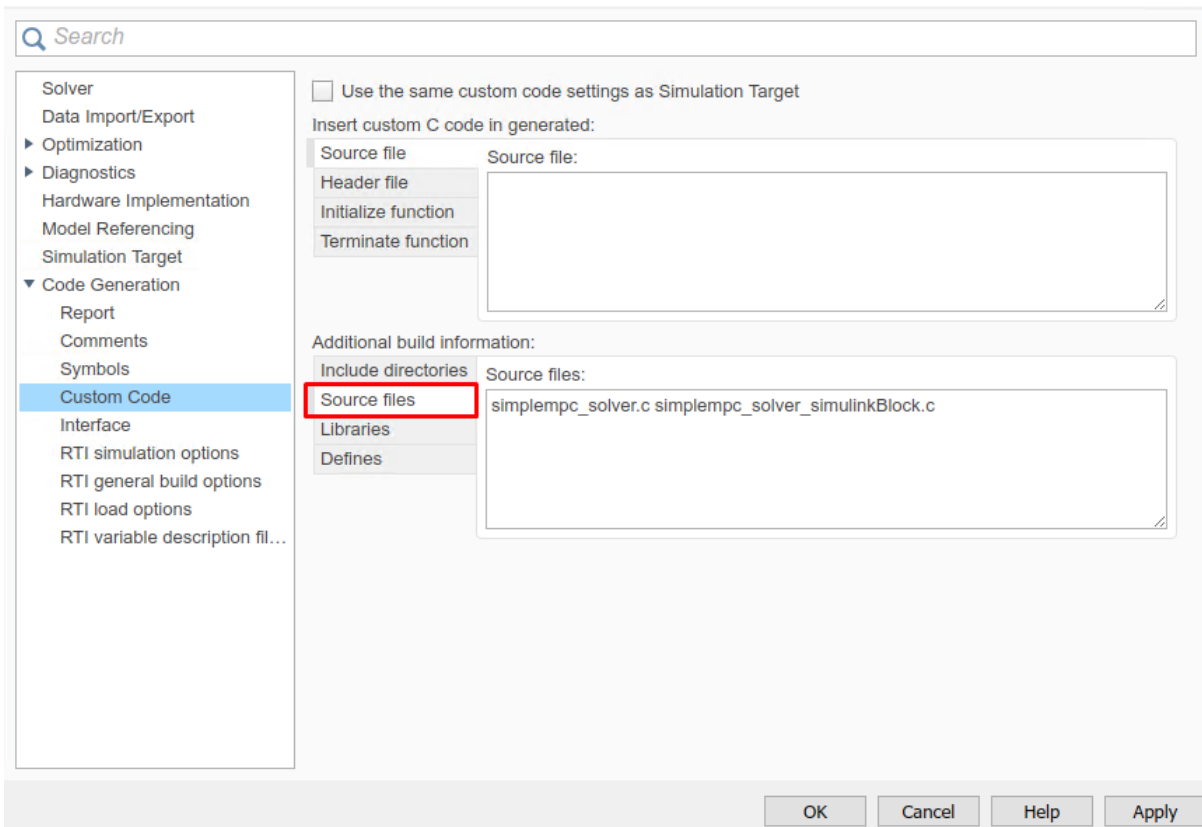 Search
Solver
Data Import/Export
Optimization
Diagnostics
Hardware Implementation
Model Referencing
Simulation Target
Code Generation
Report
Comments
Symbols
Custom Code
Interface
RTI simulation options
RTI general build options
RTI load options
RTI variable description fil...
Use the same custom code settings as Simulation Target
Insert custom C code in generated:
Source file
Header file
Initialize function
Terminate function
Source file:
Additional build information:
Include directories
Source files
Libraries
Defines
Source files:
simplempc_solver.c simplempc_solver_simulinkBlock.c
OK
Cancel
Help
Apply